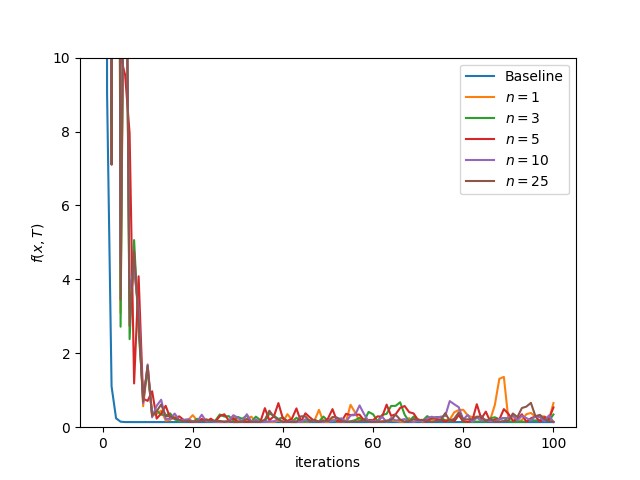 10
8
6
4
2
0
f(x, T)
0 20 40 60 80 100
iterations
Baseline
n = 1
n = 3
n = 5
n = 10
n = 25